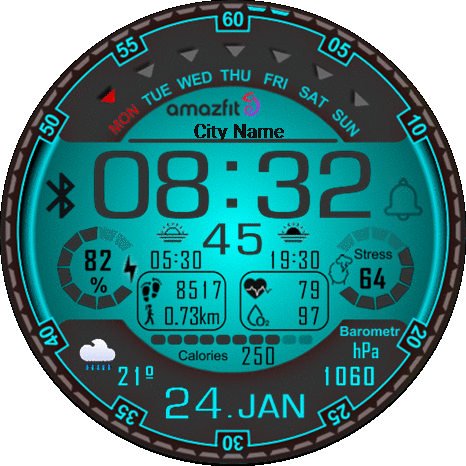 60
55 05
50 10
MON TUE WED THU FRI SAT SUN
amazfit
City Name
08:32
45
05:30 19:30
82
%
Stress
64
8517 79
0.73km O₂ 97
Calories 250
Barometr
hPa
1060
21º
24.JAN
40 20
35 25
30